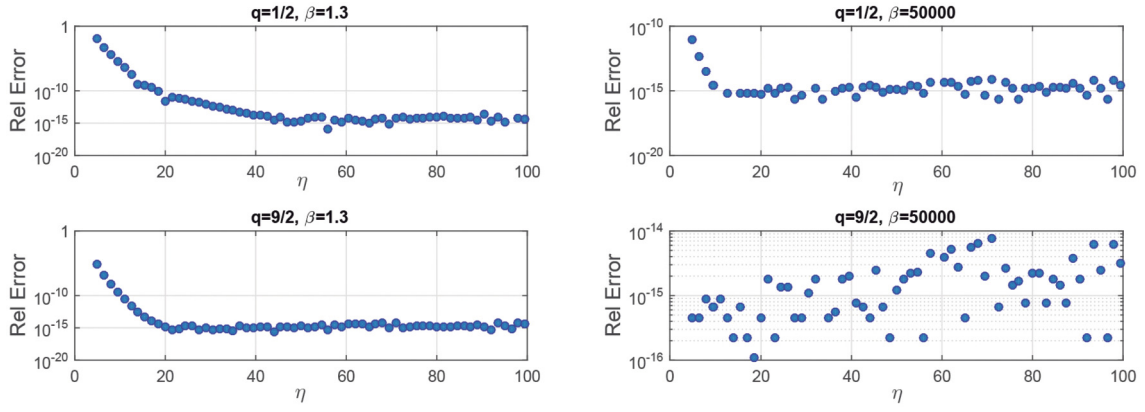 q=1/2, β=1.3
Rel Error
1
10^-10
10^-15
10^-20
0 20 40 60 80 100
η
q=1/2, β=50000
Rel Error
10^-10
10^-15
10^-20
0 20 40 60 80 100
η
q=9/2, β=1.3
Rel Error
1
10^-10
10^-15
10^-20
0 20 40 60 80 100
η
q=9/2, β=50000
Rel Error
10^-14
10^-15
10^-16
0 20 40 60 80 100
η